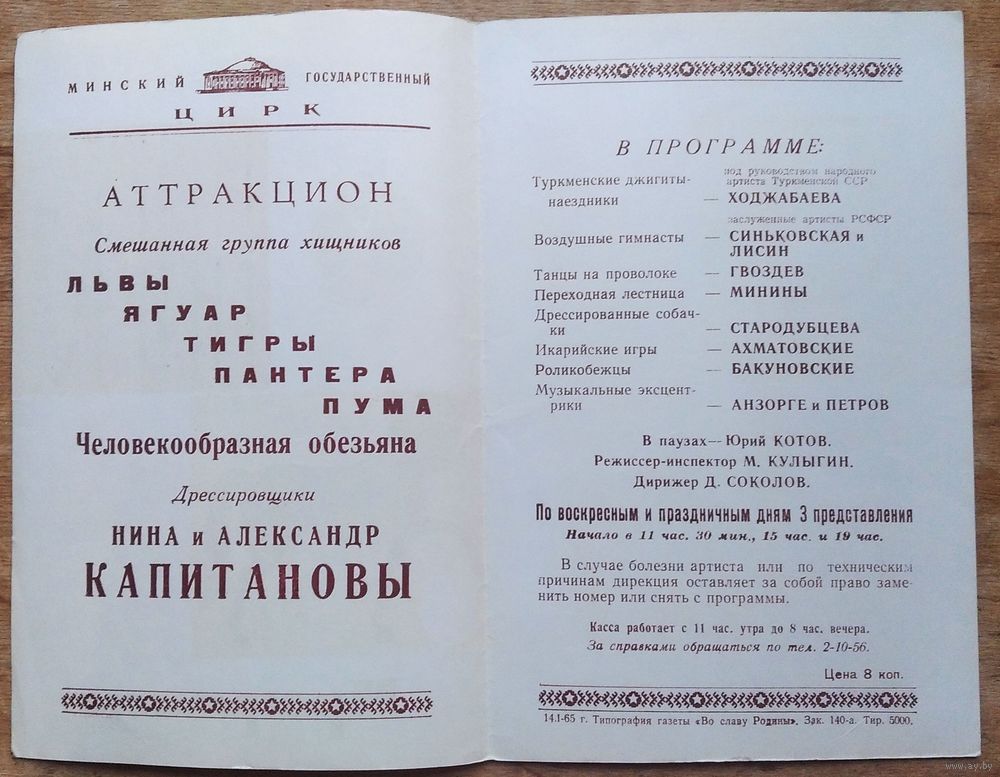 МИНСКИЙ ГОСУДАРСТВЕННЫЙ
ЦИРК
АТТРАКЦИОН
Смешанная группа хищников
ЛЬВЫ
ЯГУАР
ТИГРЫ
ПАНТЕРА
ПУМА
Человекообразная обезьяна
Дрессировщики
НИНА и АЛЕКСАНДР
КАПИТАНОВЫ
В ПРОГРАММЕ:
под руководством народного
Туркменские джигиты- артиста Туркменской ССР
наездники — ХОДЖАБАЕВА
заслуженные артисты РСФСР
Воздушные гимнасты — СИНЬКОВСКАЯ и
ЛИСИН
Танцы на проволоке — ГВОЗДЕВ
Переходная лестница — МИНИНЫ
Дрессированные собач-
ки — СТАРОДУБЦЕВА
Икарийские игры — АХМАТОВСКИЕ
Роликобежцы — БАКУНОВСКИЕ
Музыкальные эксцент-
рики — АНЗОРГЕ и ПЕТРОВ
В паузах — Юрий КОТОВ.
Режиссер-инспектор М. КУЛЫГИН.
Дирижер Д. СОКОЛОВ.
По воскресным и праздничным дням 3 представления
Начало в 11 час. 30 мин., 15 час. и 19 час.
В случае болезни артиста или по техническим
причинам дирекция оставляет за собой право заме-
нить номер или снять с программы.
Касса работает с 11 час. утра до 8 час. вечера.
За справками обращаться по тел. 2-10-56.
Цена 8 коп.
14.1-65 г. Типография газеты «Во славу Родины». Зак. 140-а. Тир. 5000.
www.ay.by